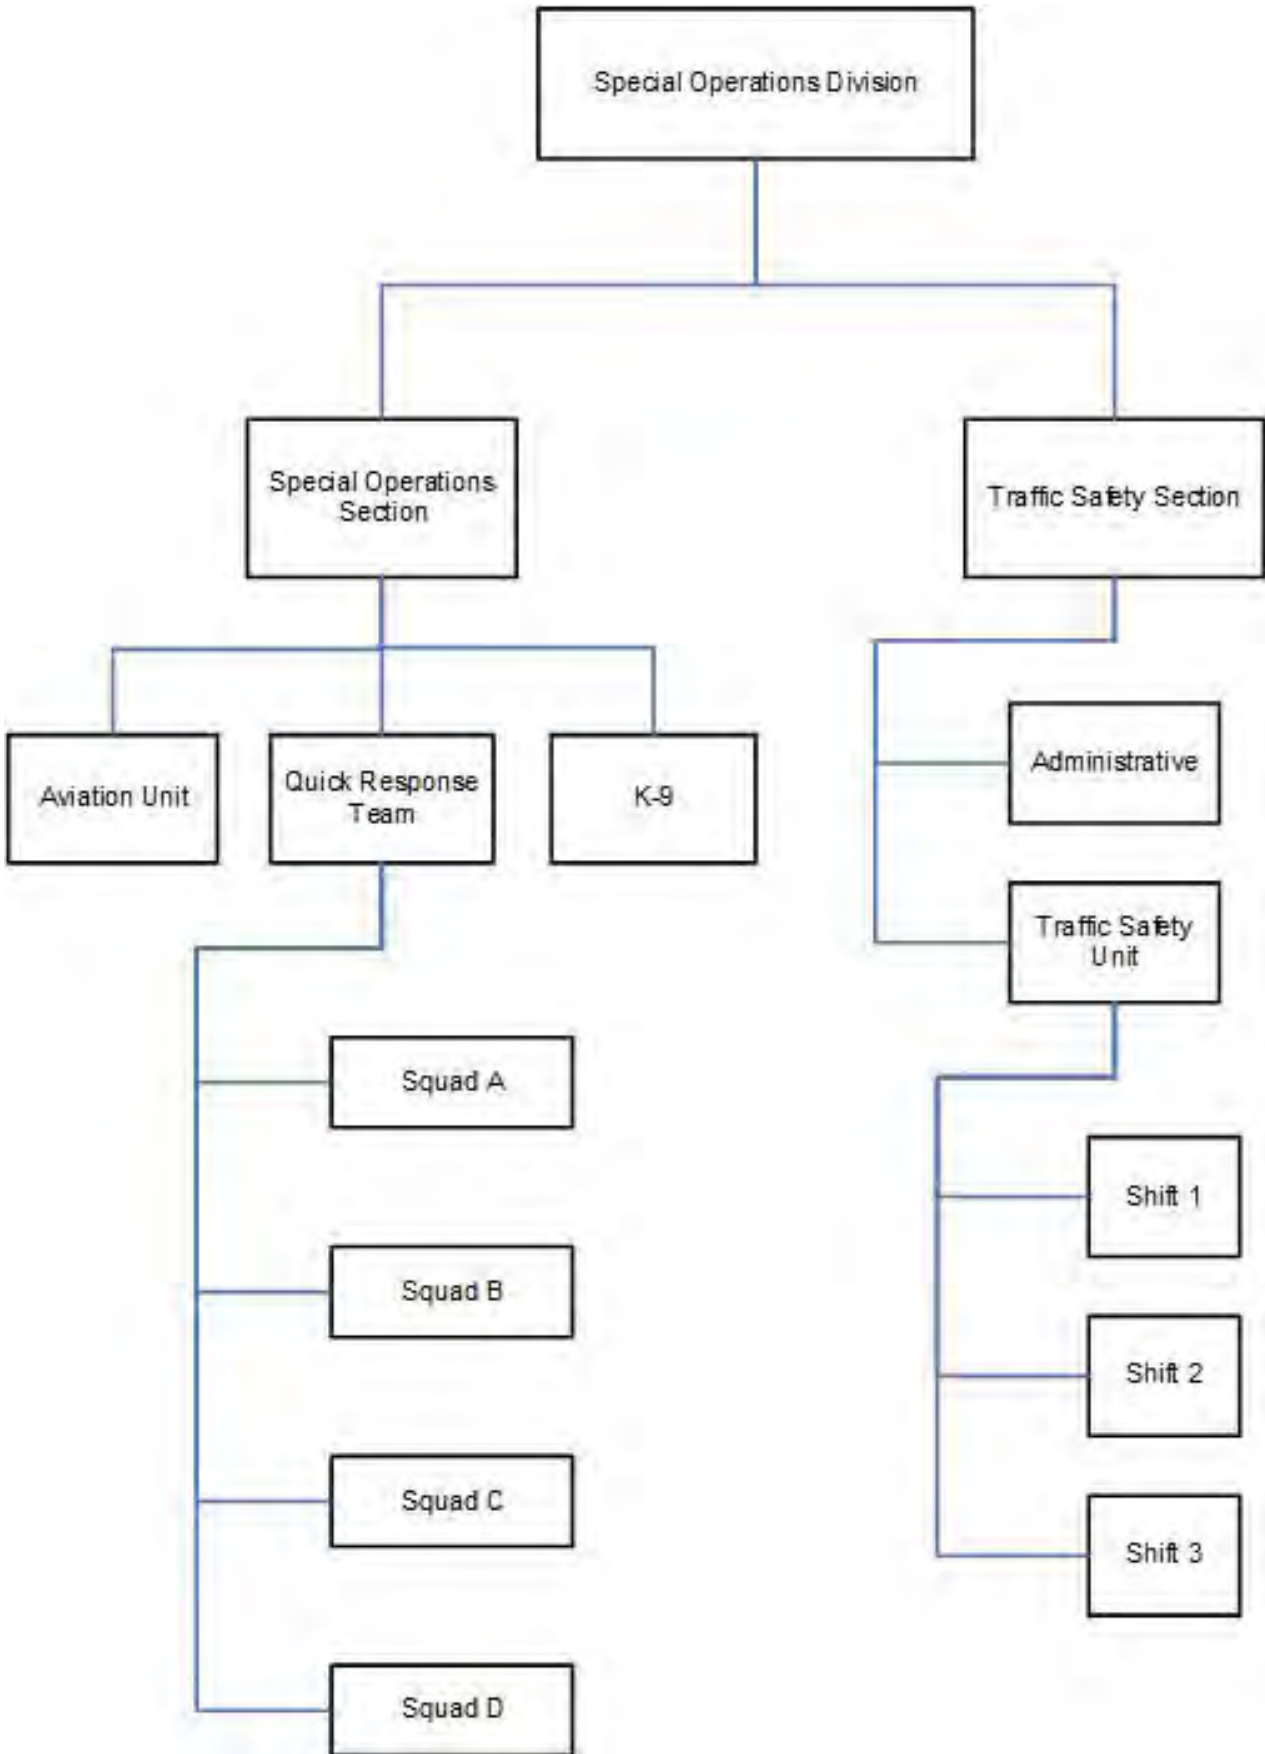 Special Operations Division
Special Operations
Section
Traffic Safety Section
Aviation Unit
Quick Response
Team
K-9
Administrative
Traffic Safety
Unit
Squad A
Squad B
Squad C
Squad D
Shift 1
Shift 2
Shift 3